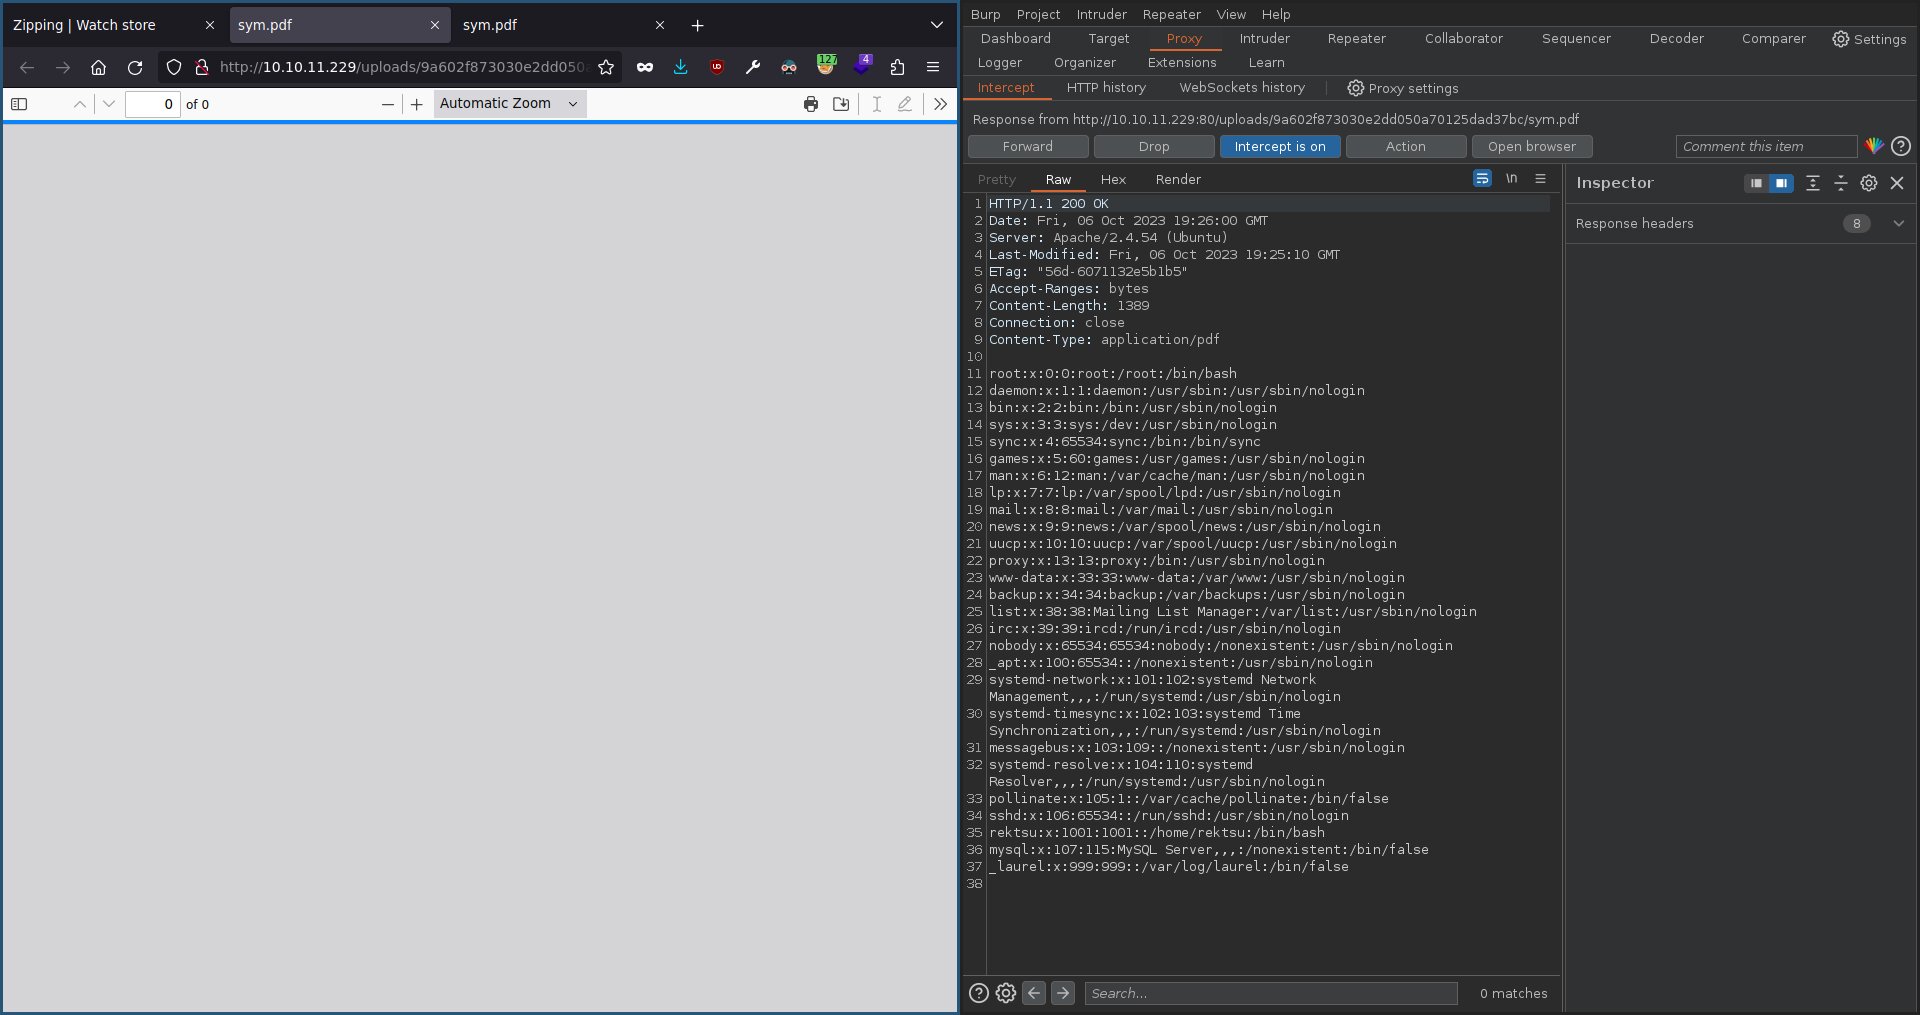 Zipping | Watch store
sym.pdf
sym.pdf
127
4
http://10.10.11.229/uploads/9a602f873030e2dd050
0 of 0
Automatic Zoom
Burp Project Intruder Repeater View Help
Dashboard Target Proxy Intruder Repeater Collaborator Sequencer Decoder Comparer Settings
Logger Organizer Extensions Learn
Intercept HTTP history WebSockets history Proxy settings
Response from http://10.10.11.229:80/uploads/9a602f873030e2dd050a70125dad37bc/sym.pdf
Forward Drop Intercept is on Action Open browser Comment this item
Pretty Raw Hex Render \n
1 HTTP/1.1 200 OK
2 Date: Fri, 06 Oct 2023 19:26:00 GMT
3 Server: Apache/2.4.54 (Ubuntu)
4 Last-Modified: Fri, 06 Oct 2023 19:25:10 GMT
5 ETag: "56d-6071132e5b1b5"
6 Accept-Ranges: bytes
7 Content-Length: 1389
8 Connection: close
9 Content-Type: application/pdf
10
11 root:x:0:0:root:/root:/bin/bash
12 daemon:x:1:1:daemon:/usr/sbin:/usr/sbin/nologin
13 bin:x:2:2:bin:/bin:/usr/sbin/nologin
14 sys:x:3:3:sys:/dev:/usr/sbin/nologin
15 sync:x:4:65534:sync:/bin:/bin/sync
16 games:x:5:60:games:/usr/games:/usr/sbin/nologin
17 man:x:6:12:man:/var/cache/man:/usr/sbin/nologin
18 lp:x:7:7:lp:/var/spool/lpd:/usr/sbin/nologin
19 mail:x:8:8:mail:/var/mail:/usr/sbin/nologin
20 news:x:9:9:news:/var/spool/news:/usr/sbin/nologin
21 uucp:x:10:10:uucp:/var/spool/uucp:/usr/sbin/nologin
22 proxy:x:13:13:proxy:/bin:/usr/sbin/nologin
23 www-data:x:33:33:www-data:/var/www:/usr/sbin/nologin
24 backup:x:34:34:backup:/var/backups:/usr/sbin/nologin
25 list:x:38:38:Mailing List Manager:/var/list:/usr/sbin/nologin
26 irc:x:39:39:ircd:/run/ircd:/usr/sbin/nologin
27 nobody:x:65534:65534:nobody:/nonexistent:/usr/sbin/nologin
28 _apt:x:100:65534::/nonexistent:/usr/sbin/nologin
29 systemd-network:x:101:102:systemd Network
Management,,,:/run/systemd:/usr/sbin/nologin
30 systemd-timesync:x:102:103:systemd Time
Synchronization,,,:/run/systemd:/usr/sbin/nologin
31 messagebus:x:103:109::/nonexistent:/usr/sbin/nologin
32 systemd-resolve:x:104:110:systemd
Resolver,,,:/run/systemd:/usr/sbin/nologin
33 pollinate:x:105:1::/var/cache/pollinate:/bin/false
34 sshd:x:106:65534::/run/sshd:/usr/sbin/nologin
35 rektsu:x:1001:1001::/home/rektsu:/bin/bash
36 mysql:x:107:115:MySQL Server,,,:/nonexistent:/bin/false
37 _laurel:x:999:999::/var/log/laurel:/bin/false
38
Search... 0 matches
Inspector
Response headers 8